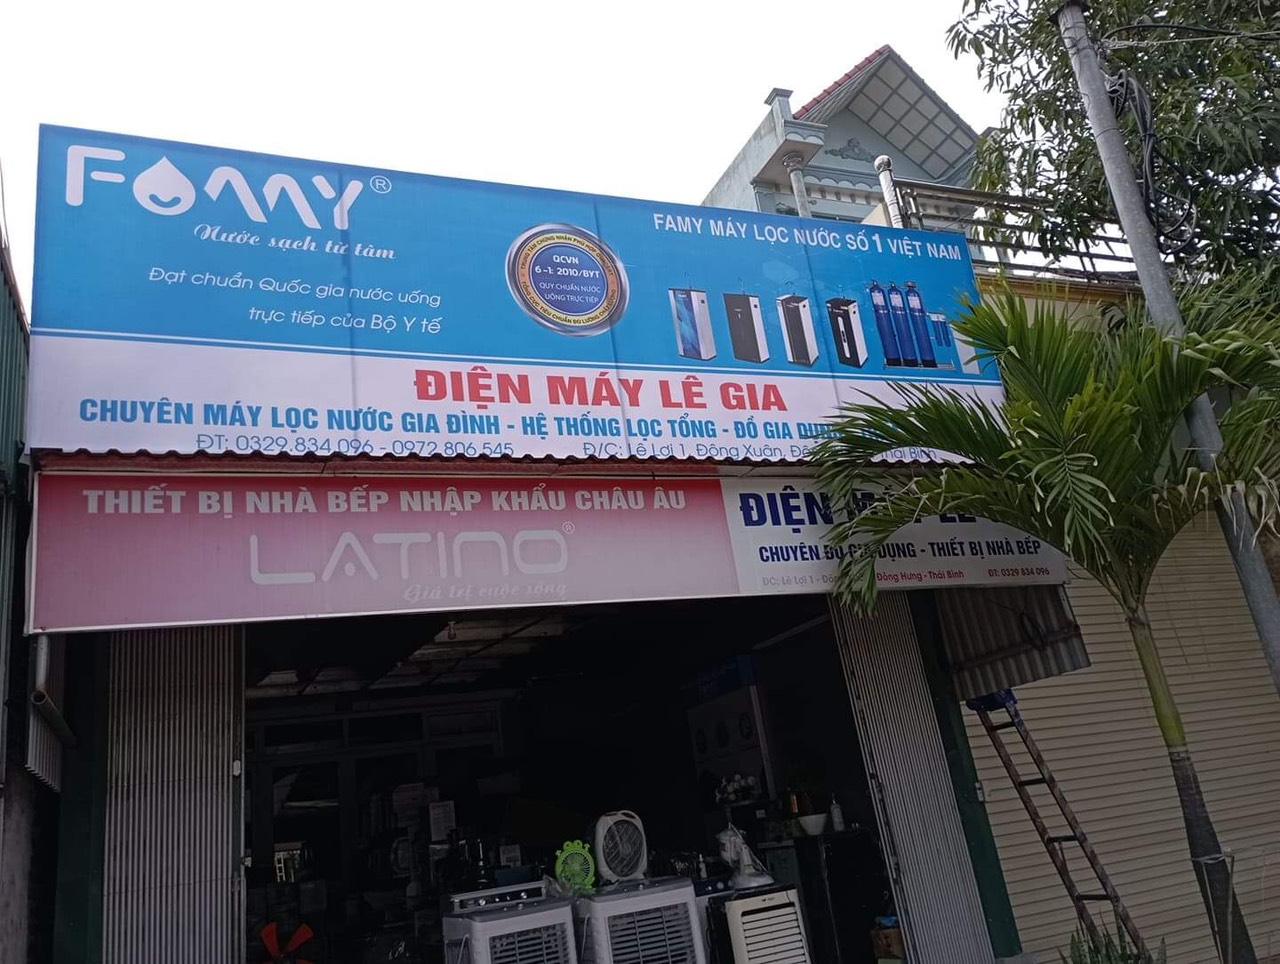 FAMY®
Nước sạch từ tâm
Đạt chuẩn Quốc gia nước uống
trực tiếp của Bộ Y tế
QCVN
6 -1: 2010/BYT
QUY CHUẨN NƯỚC
UỐNG TRỰC TIẾP
FAMY MÁY LỌC NƯỚC SỐ 1 VIỆT NAM
ĐIỆN MÁY LÊ GIA
CHUYÊN MÁY LỌC NƯỚC GIA ĐÌNH - HỆ THỐNG LỌC TỔNG - ĐỒ GIA DỤNG
ĐT: 0329.834 096 - 0972 806 545
Đ/C: Lê Lợi 1, Đông Xuân, Thái Bình
THIẾT BỊ NHÀ BẾP NHẬP KHẨU CHÂU ÂU
LATINO®
Giá trị cuộc sống
ĐIỆN MÁY
CHUYÊN ĐỒ GIA DỤNG - THIẾT BỊ NHÀ BẾP
ĐC: Lê Lợi 1 - Đông Hưng - Thái Bình ĐT: 0329 834 096